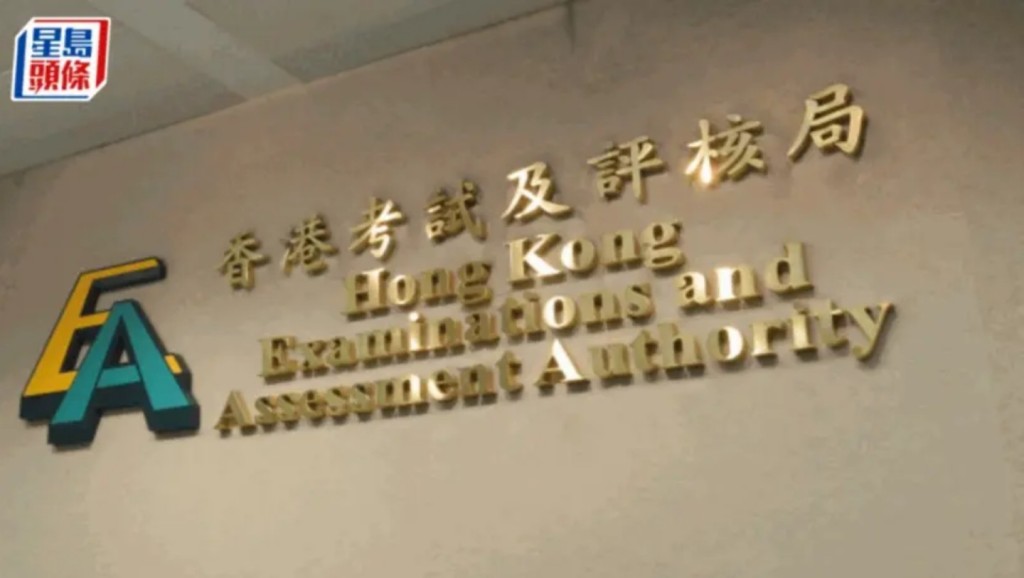 星島
頭條
香港考試及評核局
EA
Hong Kong
Examinations and
Assessment Authority